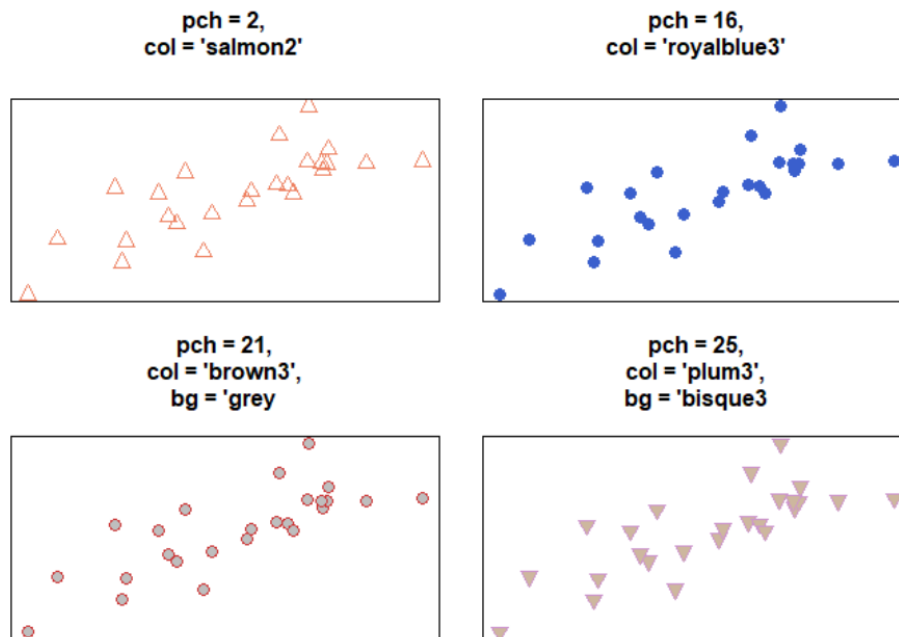 pch = 2,
col = 'salmon2'
pch = 16,
col = 'royalblue3'
pch = 21,
col = 'brown3',
bg = 'grey
pch = 25,
col = 'plum3',
bg = 'bisque3